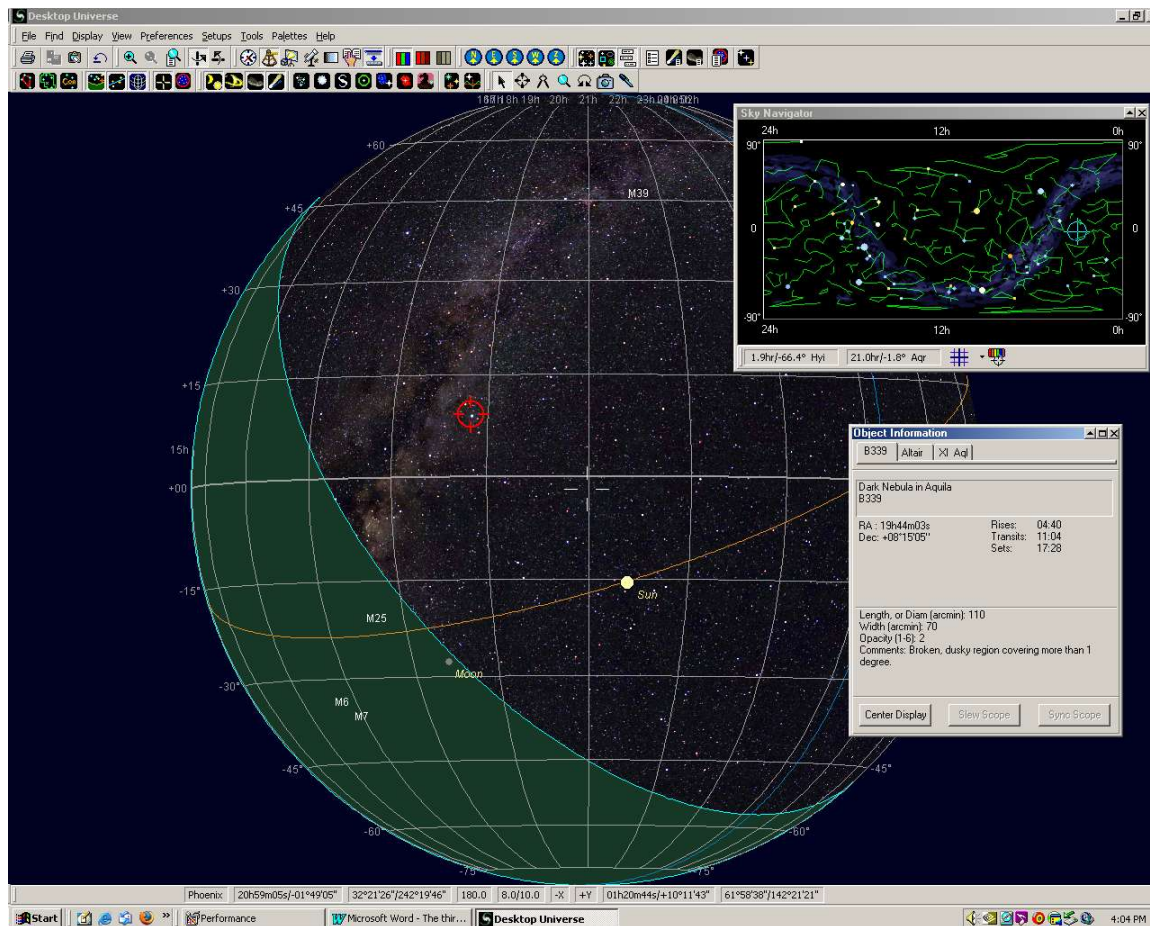 Desktop Universe
File Find Display View Preferences Setups Tools Palettes Help
N E S W Z
18h 19h 20h 21h 22h 23h
+60
M39
+45
+30
+15
15h
+00
-15°
Sun
M25
Moon
-30°
M6
M7
-45° -45°
-60° -60°
-75° -75°
Sky Navigator
24h 12h 0h
90° 90°
0 0
-90° -90°
24h 12h 0h
1.9hr/-66.4° Hyi 21.0hr/-1.8° Aqr
Object Information
B339 Altair XI Aql
Dark Nebula in Aquila
B339
RA : 19h44m03s Rises: 04:40
Dec: +08°15'05" Transits: 11:04
Sets: 17:28
Length, or Diam (arcmin): 110
Width (arcmin): 70
Opacity (1-6): 2
Comments: Broken, dusky region covering more than 1
degree.
Center Display Slew Scope Sync Scope
Phoenix 20h59m05s/-01°49'05" 32°21'26"/242°19'46" 180.0 8.0/10.0 -X +Y 01h20m44s/+10°11'43" 61°58'38"/142°21'21"
Start Performance Microsoft Word - The thir... Desktop Universe 4:04 PM